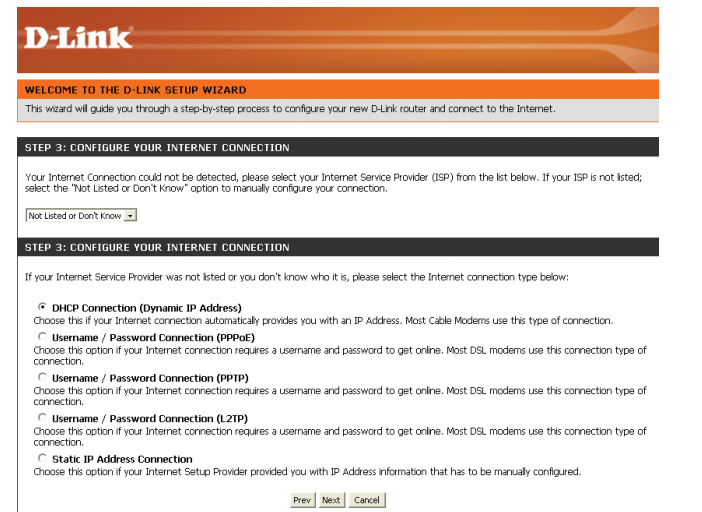 D-Link
WELCOME TO THE D-LINK SETUP WIZARD
This wizard will guide you through a step-by-step process to configure your new D-Link router and connect to the Internet.
STEP 3: CONFIGURE YOUR INTERNET CONNECTION
Your Internet Connection could not be detected, please select your Internet Service Provider (ISP) from the list below. If your ISP is not listed;
select the "Not Listed or Don't Know" option to manually configure your connection.
Not Listed or Don't Know
STEP 3: CONFIGURE YOUR INTERNET CONNECTION
If your Internet Service Provider was not listed or you don't know who it is, please select the Internet connection type below:
DHCP Connection (Dynamic IP Address)
Choose this if your Internet connection automatically provides you with an IP Address. Most Cable Modems use this type of connection.
Username / Password Connection (PPPoE)
Choose this option if your Internet connection requires a username and password to get online. Most DSL modems use this connection type of
connection.
Username / Password Connection (PPTP)
Choose this option if your Internet connection requires a username and password to get online. Most DSL modems use this connection type of
connection.
Username / Password Connection (L2TP)
Choose this option if your Internet connection requires a username and password to get online. Most DSL modems use this connection type of
connection.
Static IP Address Connection
Choose this option if your Internet Setup Provider provided you with IP Address information that has to be manually configured.
Prev Next Cancel